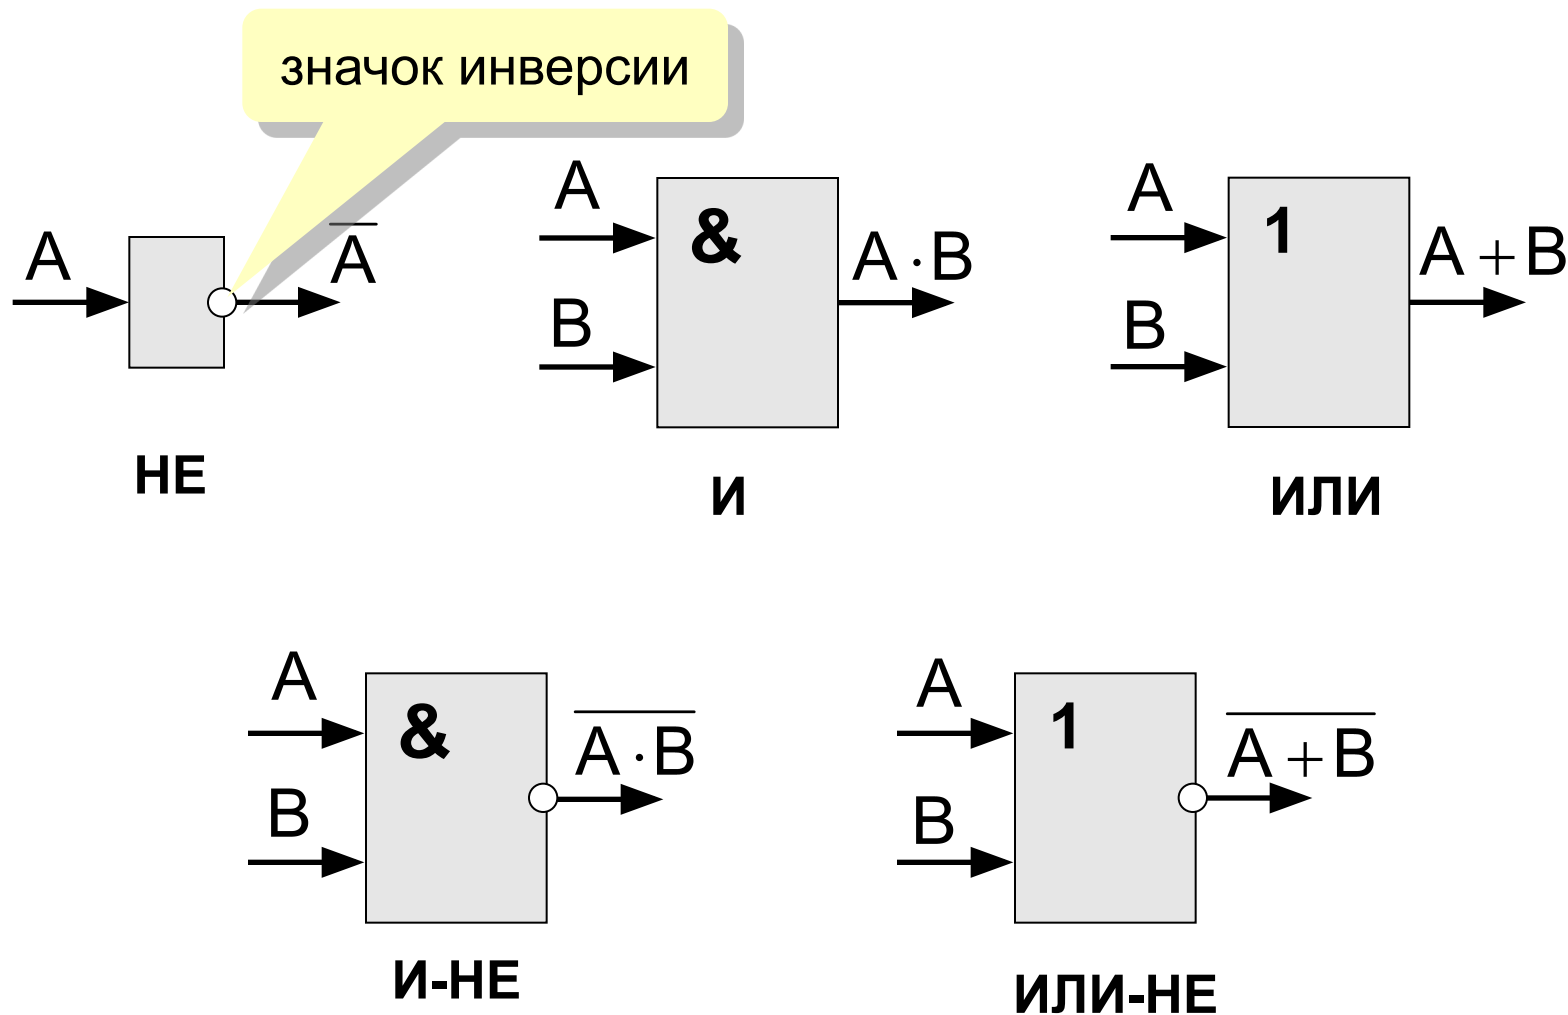 значок инверсии
A
A̅
НЕ
A
B
&
A · B
И
A
B
1
A + B
ИЛИ
A
B
&
A̅ ·̅ B̅
И-НЕ
A
B
1
A̅ +̅ B̅
ИЛИ-НЕ